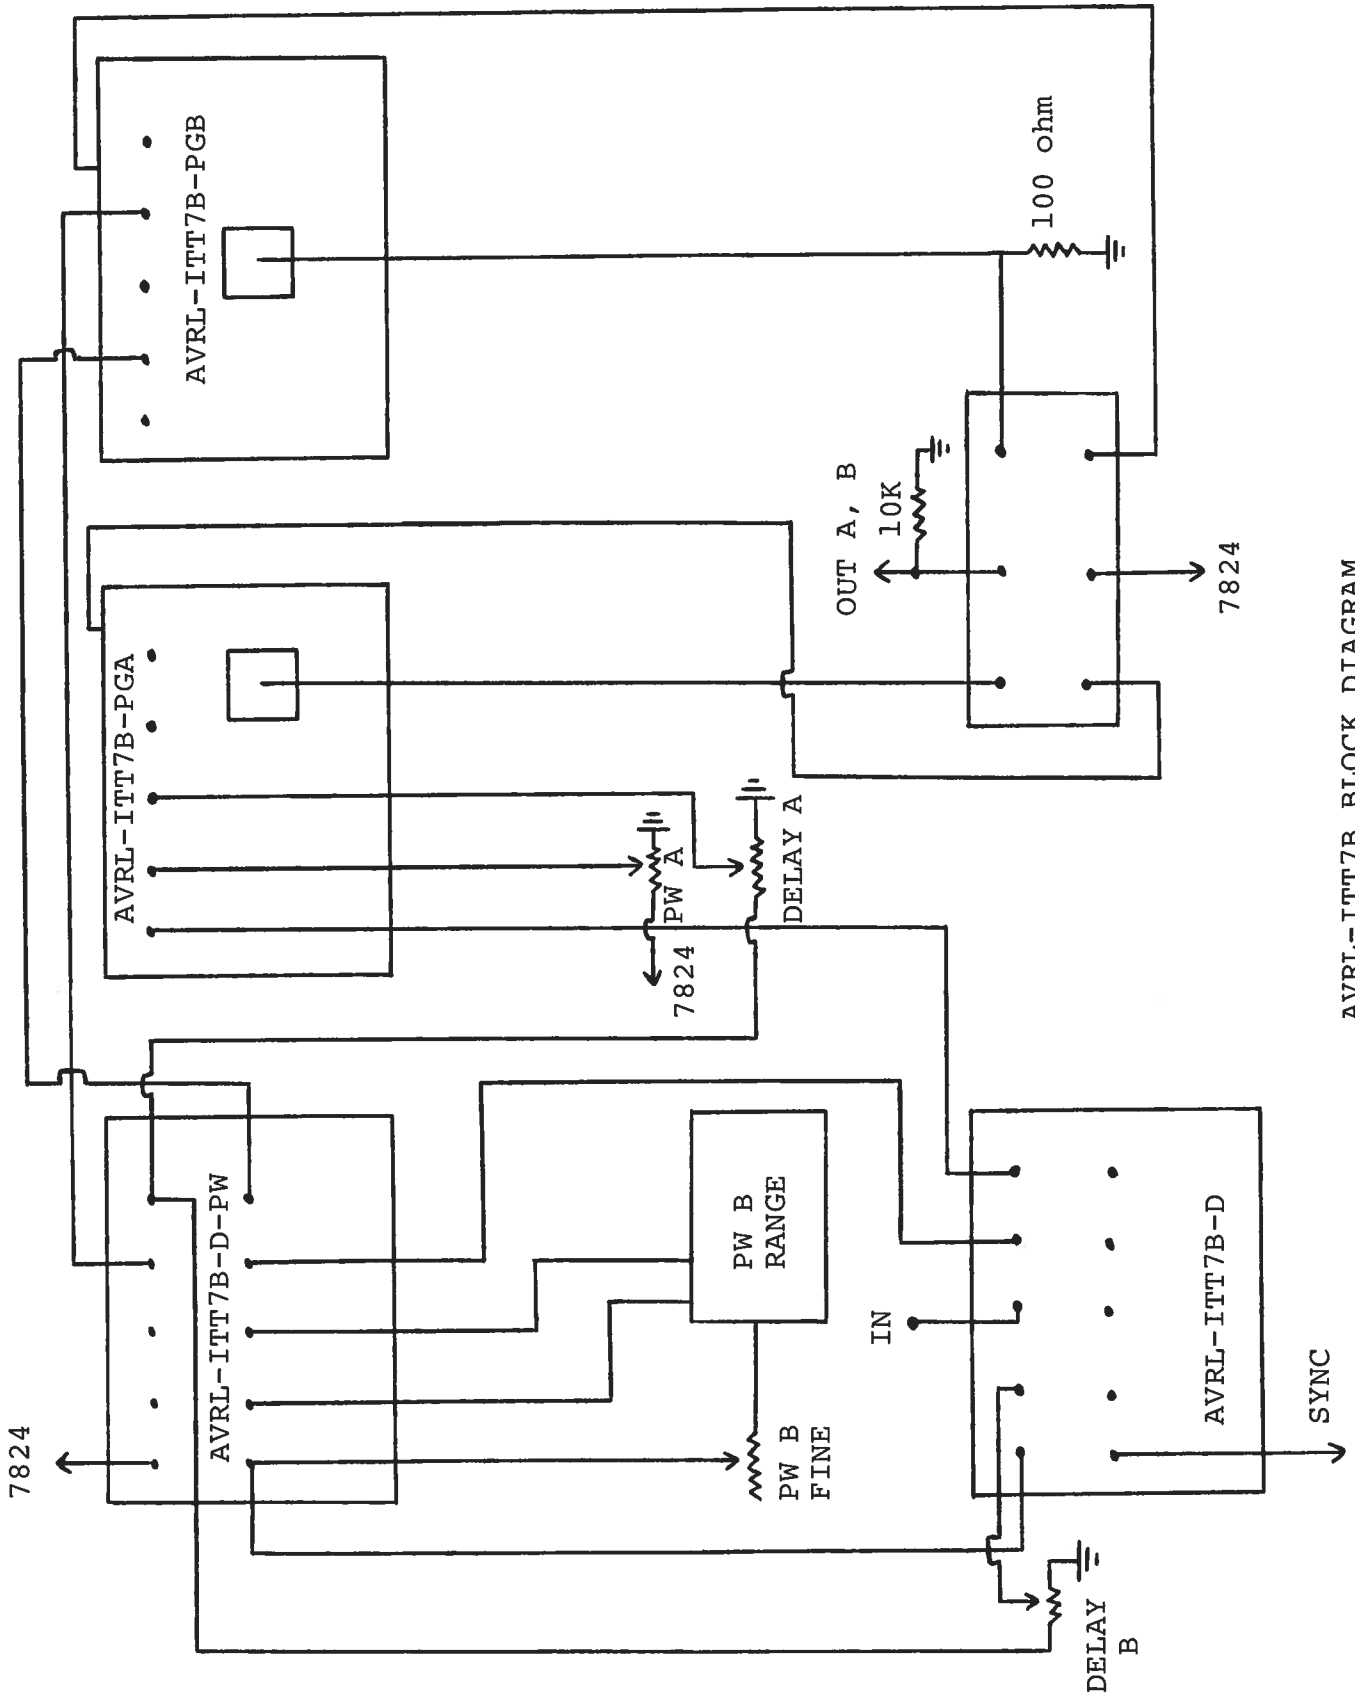 7824
AVRL-ITT7B-D-PW
PW B
FINE
PW B
RANGE
DELAY
B
IN
AVRL-ITT7B-D
SYNC
AVRL-ITT7B-PGA
7824
PW A
DELAY A
OUT A, B
10K
7824
AVRL-ITT7B-PGB
100 ohm
AVRL-ITT7B BLOCK DIAGRAM